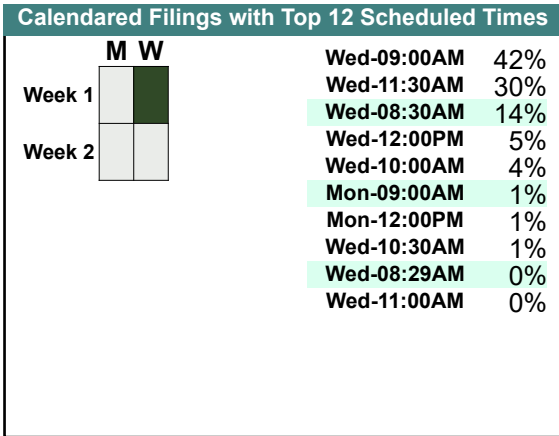 Calendared Filings with Top 12 Scheduled Times
M W
Week 1
Week 2
Wed-09:00AM 42%
Wed-11:30AM 30%
Wed-08:30AM 14%
Wed-12:00PM 5%
Wed-10:00AM 4%
Mon-09:00AM 1%
Mon-12:00PM 1%
Wed-10:30AM 1%
Wed-08:29AM 0%
Wed-11:00AM 0%